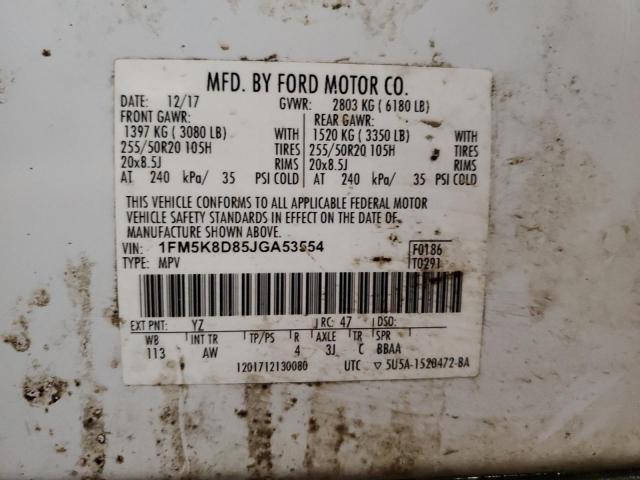 MFD. BY FORD MOTOR CO.
DATE: 12/17 GVWR: 2803 KG ( 6180 LB)
FRONT GAWR: REAR GAWR:
1397 KG ( 3080 LB) WITH 1520 KG ( 3350 LB) WITH
255/50R20 105H TIRES 255/50R20 105H TIRES
20x8.5J RIMS 20x8.5J RIMS
AT 240 kPa/ 35 PSI COLD AT 240 kPa/ 35 PSI COLD
THIS VEHICLE CONFORMS TO ALL APPLICABLE FEDERAL MOTOR
VEHICLE SAFETY STANDARDS IN EFFECT ON THE DATE OF
MANUFACTURE SHOWN ABOVE.
VIN: 1FM5K8D85JGA53554 F0186
TYPE: MPV T0291
EXT PNT: YZ RC: 47 DSO:
WB INT TR TP/PS R AXLE TR SPR
113 AW 4 3J C BBAA
1201712130080 UTC ▽ 5U5A-1520472-BA